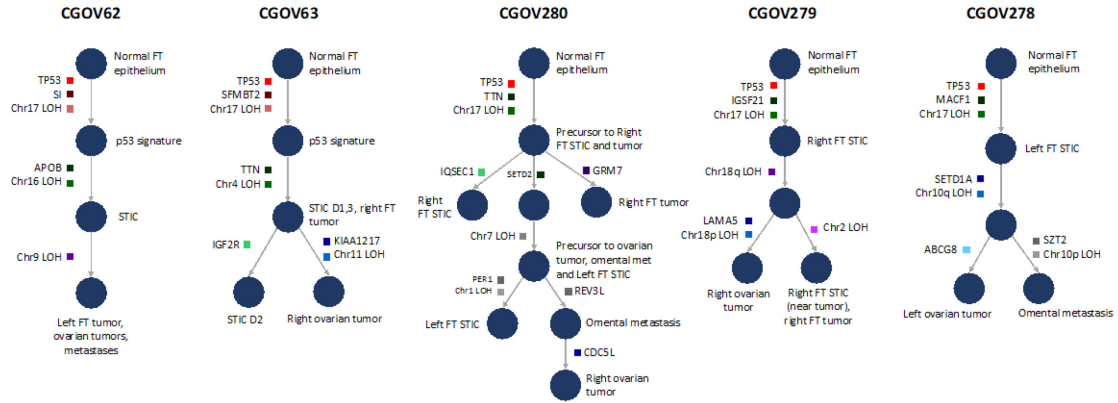 CGOV62
Normal FT
epithelium
TP53
SI
Chr17 LOH
p53 signature
APOB
Chr16 LOH
STIC
Chr9 LOH
Left FT tumor,
ovarian tumors,
metastases
CGOV63
Normal FT
epithelium
TP53
SFMBT2
Chr17 LOH
p53 signature
TTN
Chr4 LOH
STIC D1,3, right FT
tumor
IGF2R
KIAA1217
Chr11 LOH
STIC D2
Right ovarian tumor
CGOV280
Normal FT
epithelium
TP53
TTN
Chr17 LOH
Precursor to Right
FT STIC and tumor
IQSEC1
SETD2
GRM7
Right
FT STIC
Right FT tumor
Chr7 LOH
Precursor to ovarian
tumor, omental met
and Left FT STIC
PER1
Chr1 LOH
REV3L
Left FT STIC
Omental metastasis
CDC5L
Right ovarian
tumor
CGOV279
Normal FT
epithelium
TP53
IGSF21
Chr17 LOH
Right FT STIC
Chr18q LOH
LAMA5
Chr18p LOH
Chr2 LOH
Right ovarian
tumor
Right FT STIC
(near tumor),
right FT tumor
CGOV278
Normal FT
epithelium
TP53
MACF1
Chr17 LOH
Left FT STIC
SETD1A
Chr10q LOH
ABCG8
SZT2
Chr10p LOH
Left ovarian tumor
Omental metastasis